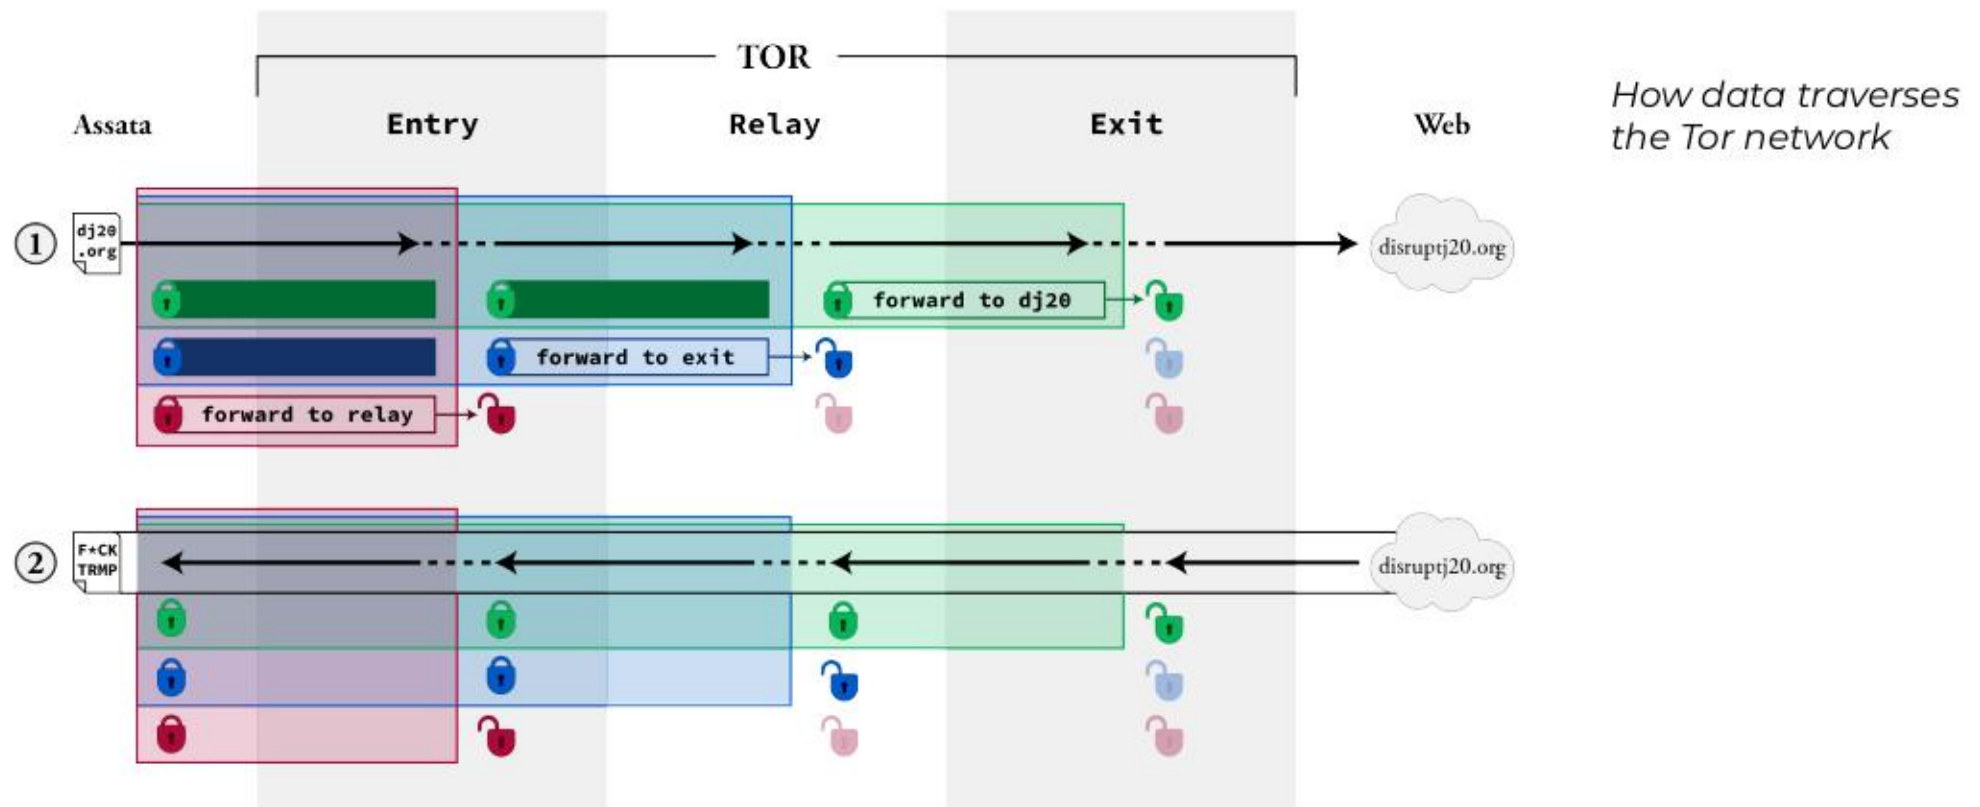 TOR
Assata
Entry
Relay
Exit
Web
How data traverses
the Tor network
1
dj20
.org
disruptj20.org
forward to dj20
forward to exit
forward to relay
2
F*CK
TRMP
disruptj20.org